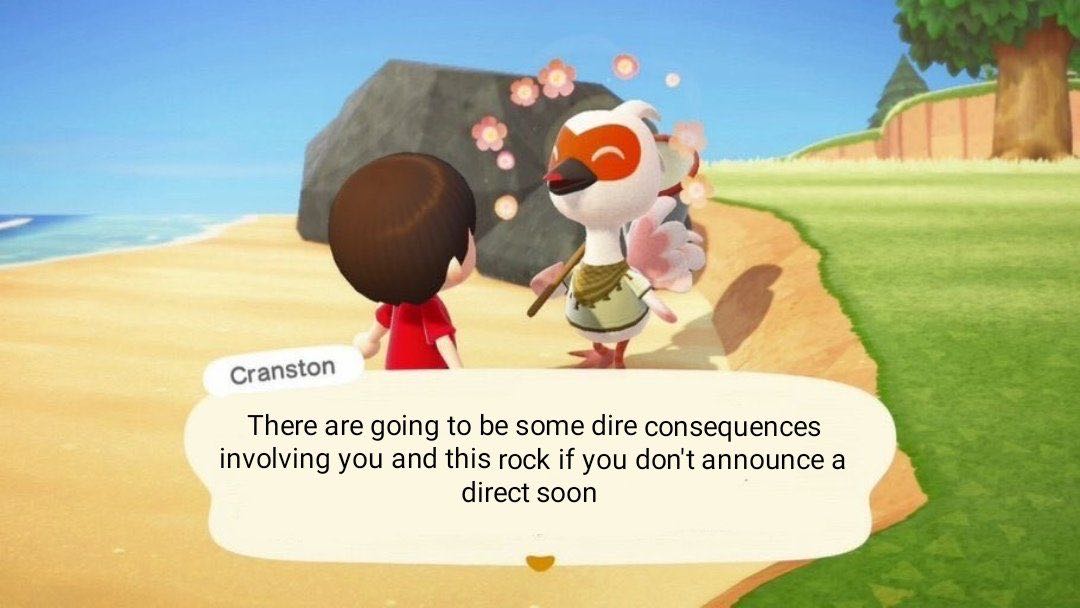 Cranston
There are going to be some dire consequences
involving you and this rock if you don't announce a
direct soon